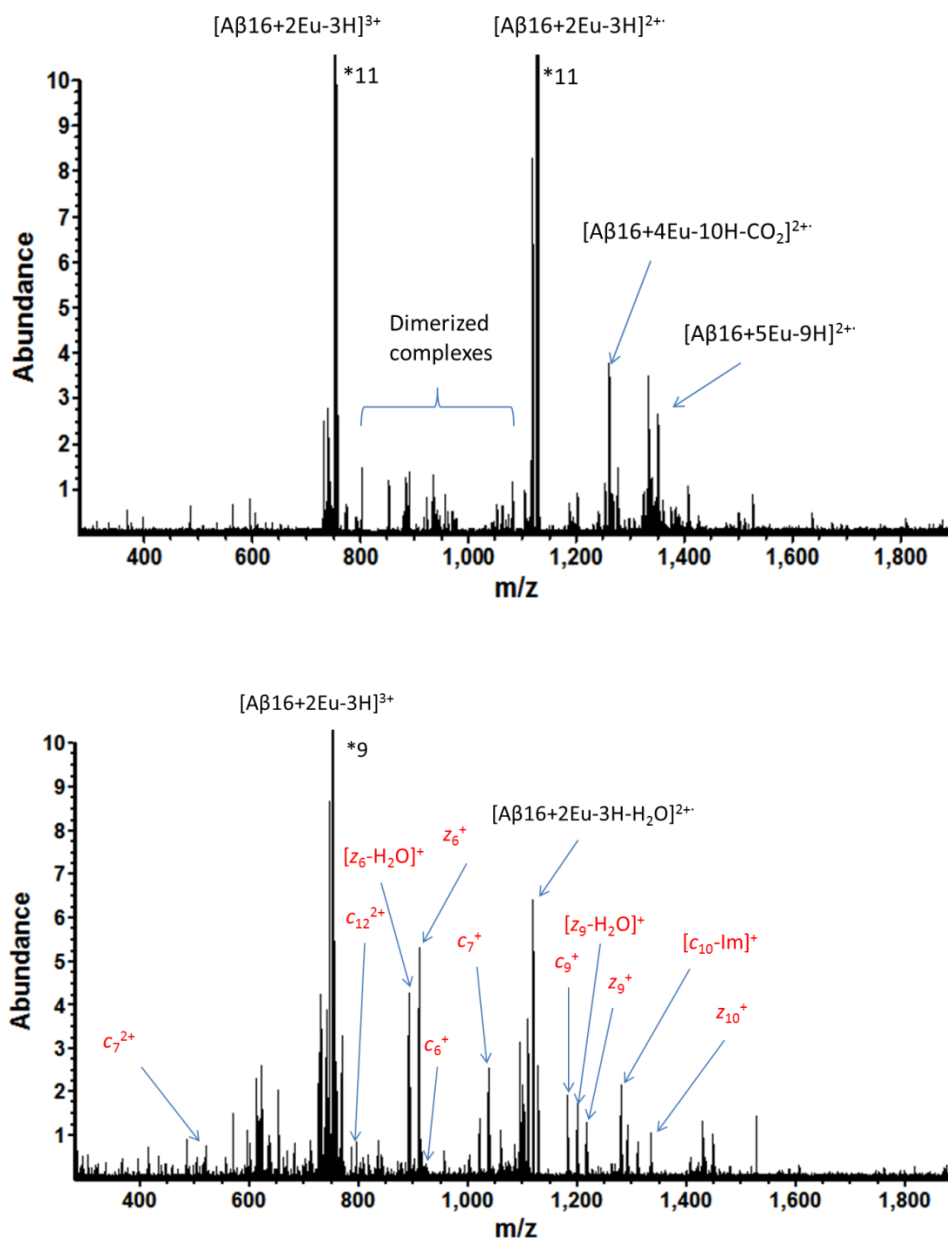 [Aβ16+2Eu-3H]³⁺ [Aβ16+2Eu-3H]²⁺·
*11 *11
10
9
8
7
6
5
4
3
2
1
Abundance
[Aβ16+4Eu-10H-CO₂]²⁺·
Dimerized
complexes
[Aβ16+5Eu-9H]²⁺·
400 600 800 1,000 1,200 1,400 1,600 1,800
m/z
[Aβ16+2Eu-3H]³⁺
*9
10
9
8
7
6
5
4
3
2
1
Abundance
[Aβ16+2Eu-3H-H₂O]²⁺·
z₆⁺
[z₆-H₂O]⁺
c₁₂²⁺
[z₉-H₂O]⁺
c₇⁺
c₉⁺
[c₁₀-Im]⁺
z₉⁺
z₁₀⁺
c₇²⁺
c₆⁺
400 600 800 1,000 1,200 1,400 1,600 1,800
m/z